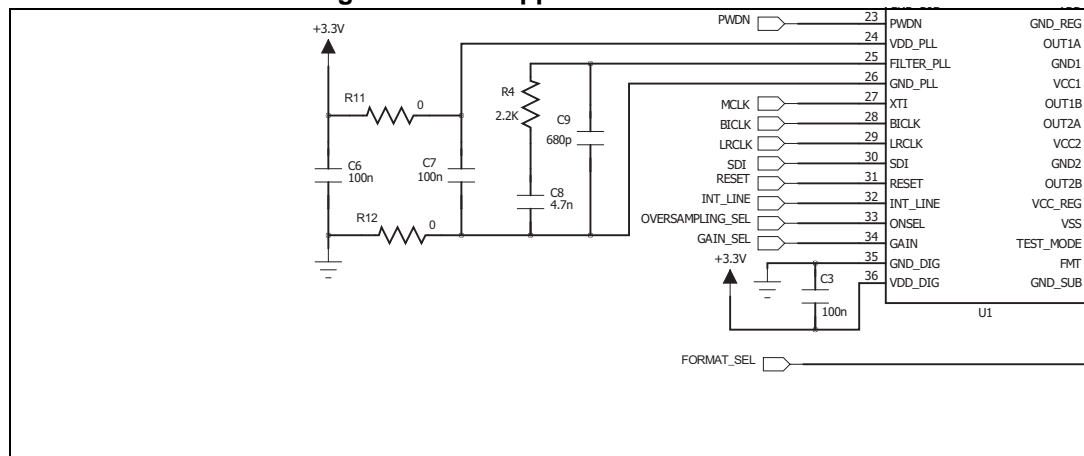 +3.3V
PWDN
23
PWDN
GND_REG
24
VDD_PLL
OUT1A
25
FILTER_PLL
GND1
26
GND_PLL
VCC1
R11
0
R4
2.2K
C9
680p
MCLK
27
XTI
OUT1B
BICLK
28
BICLK
OUT2A
LRCLK
29
LRCLK
VCC2
SDI
30
SDI
GND2
C6
100n
C7
100n
RESET
31
RESET
OUT2B
C8
4.7n
INT_LINE
32
INT_LINE
VCC_REG
R12
0
OVERSAMPLING_SEL
33
ONSEL
VSS
GAIN_SEL
34
GAIN
TEST_MODE
+3.3V
35
GND_DIG
FMT
C3
100n
36
VDD_DIG
GND_SUB
U1
FORMAT_SEL